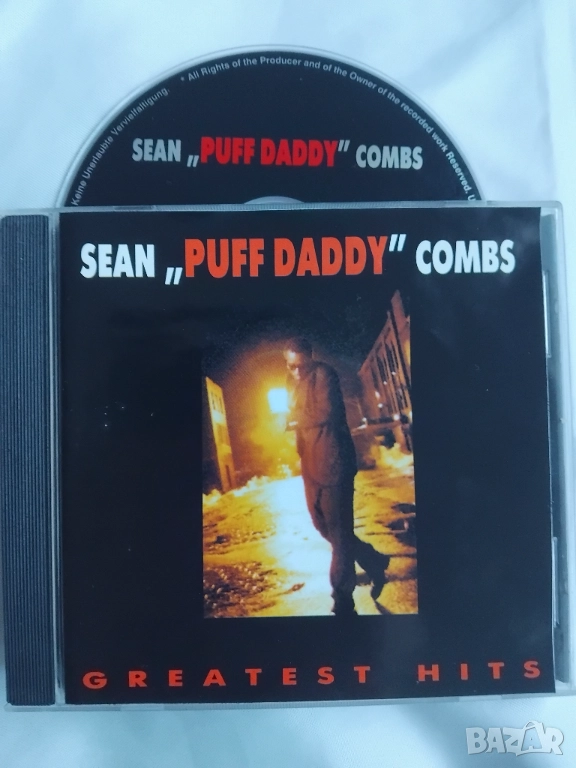 * All Rights of the Producer and of the Owner of the recorded work Reserved.
Keine Unerlaubte Vervielfältigung.
SEAN „PUFF DADDY” COMBS
SEAN „PUFF DADDY” COMBS
GREATEST HITS
BAZAR